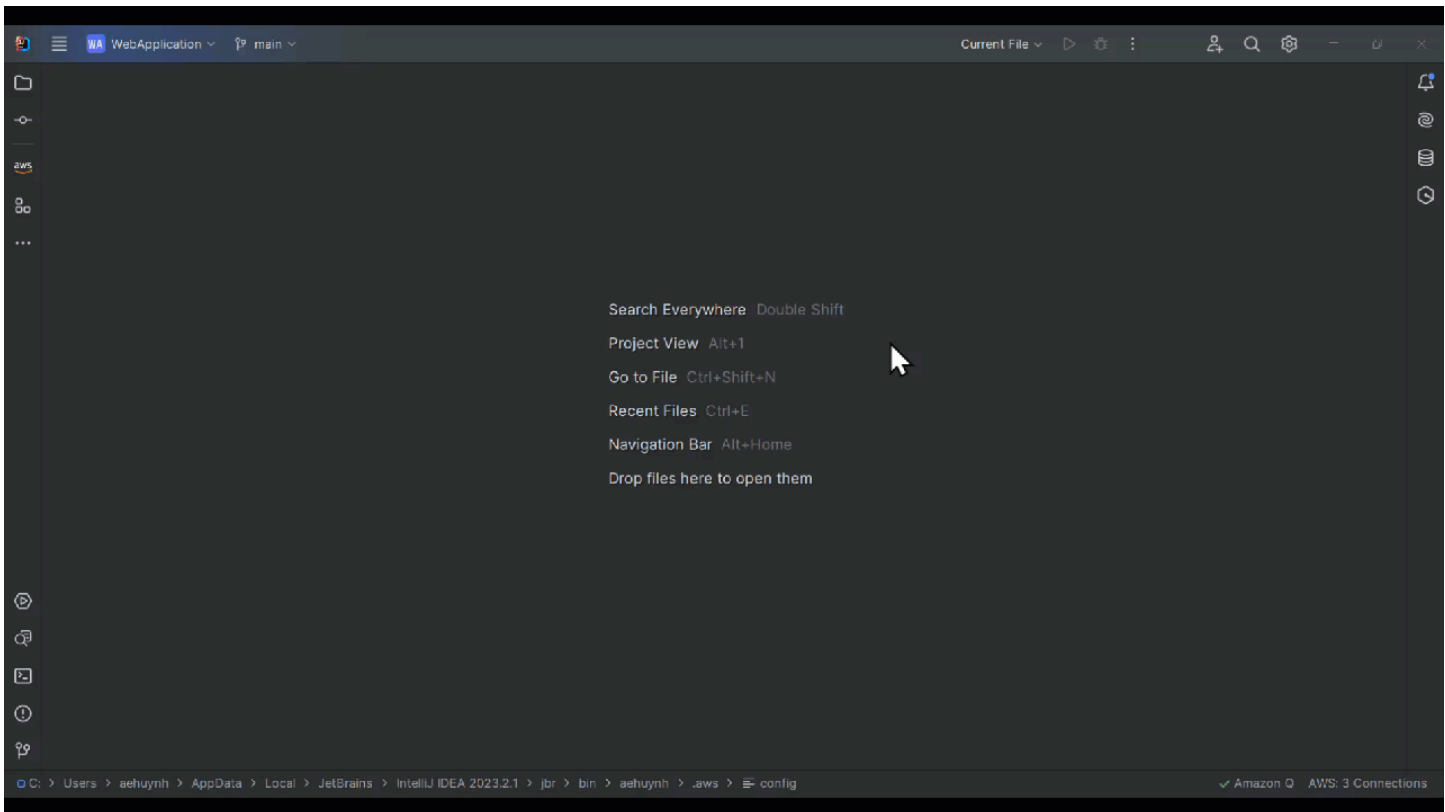 WA WebApplication main Current File
aws
Search Everywhere Double Shift
Project View Alt+1
Go to File Ctrl+Shift+N
Recent Files Ctrl+E
Navigation Bar Alt+Home
Drop files here to open them
C: > Users > aehuynh > AppData > Local > JetBrains > IntelliJ IDEA 2023.2.1 > jbr > bin > aehuynh > .aws > config Amazon Q AWS: 3 Connections